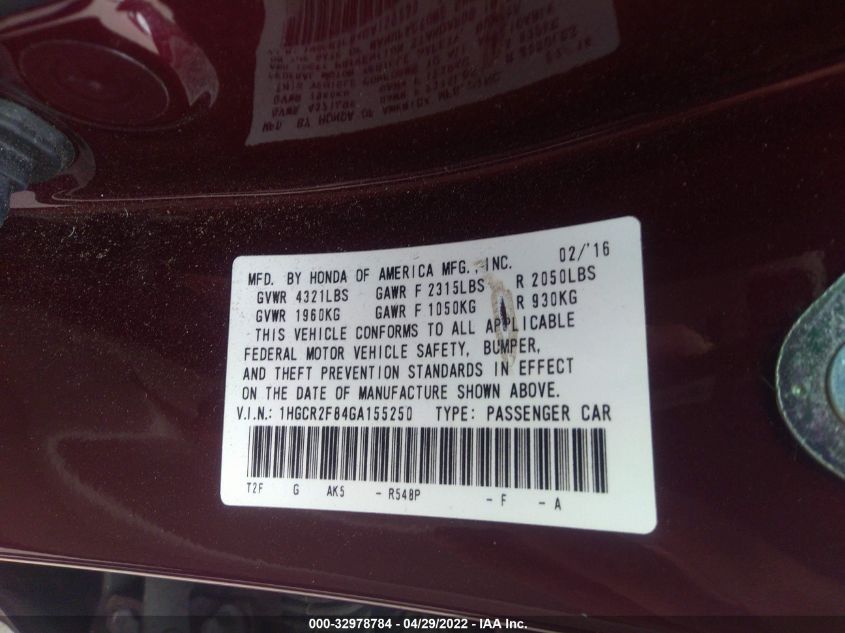 MFD. BY HONDA OF AMERICA MFG., INC. 02/'16
GVWR 4321LBS GAWR F 2315LBS R 2050LBS
GVWR 1960KG GAWR F 1050KG R 930KG
THIS VEHICLE CONFORMS TO ALL APPLICABLE
FEDERAL MOTOR VEHICLE SAFETY, BUMPER,
AND THEFT PREVENTION STANDARDS IN EFFECT
ON THE DATE OF MANUFACTURE SHOWN ABOVE.
V.I.N.: 1HGCR2F84GA155250 TYPE: PASSENGER CAR
T2F G AK5 - R548P - F - A
000-32978784 - 04/29/2022 - IAA Inc.